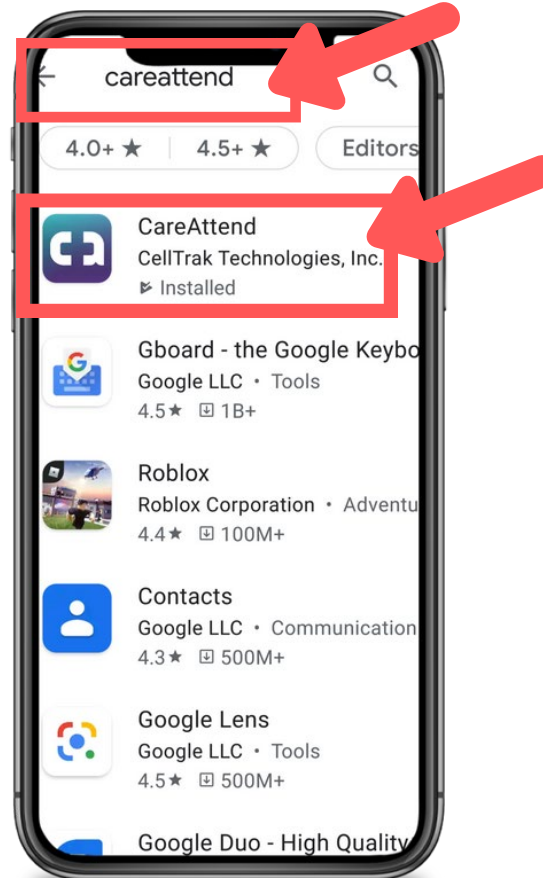 careattend
4.0+ ★ | 4.5+ ★
Editors
CareAttend
CellTrak Technologies, Inc.
Installed
Gboard - the Google Keybo
Google LLC • Tools
4.5★ 1B+
Roblox
Roblox Corporation • Adventu
4.4★ 100M+
Contacts
Google LLC • Communication
4.3★ 500M+
Google Lens
Google LLC • Tools
4.5★ 500M+
Google Duo - High Quality